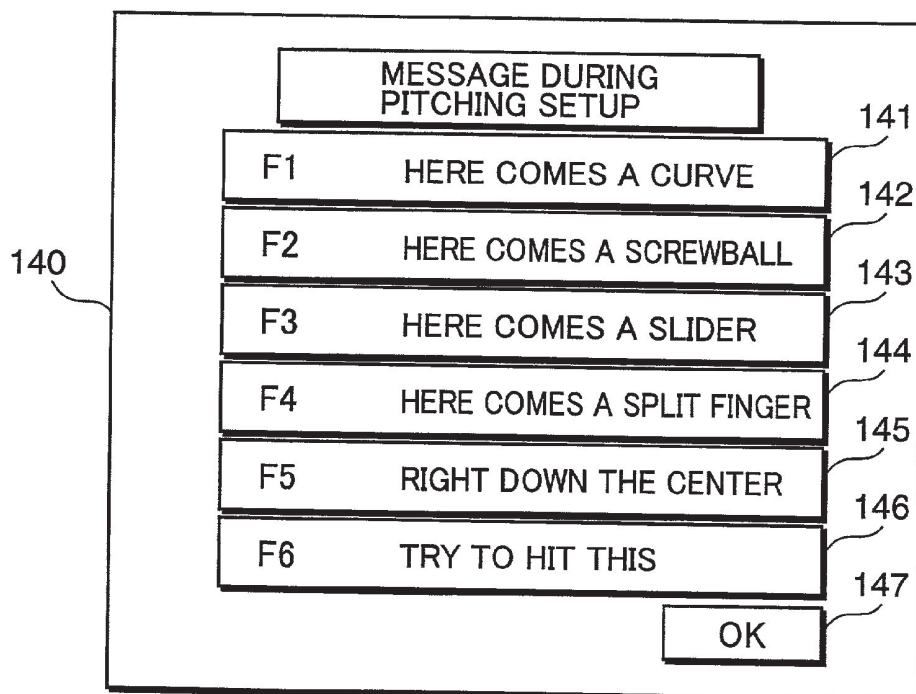 MESSAGE DURING
PITCHING SETUP
141
F1 HERE COMES A CURVE
142
F2 HERE COMES A SCREWBALL
140
143
F3 HERE COMES A SLIDER
144
F4 HERE COMES A SPLIT FINGER
145
F5 RIGHT DOWN THE CENTER
146
F6 TRY TO HIT THIS
147
OK